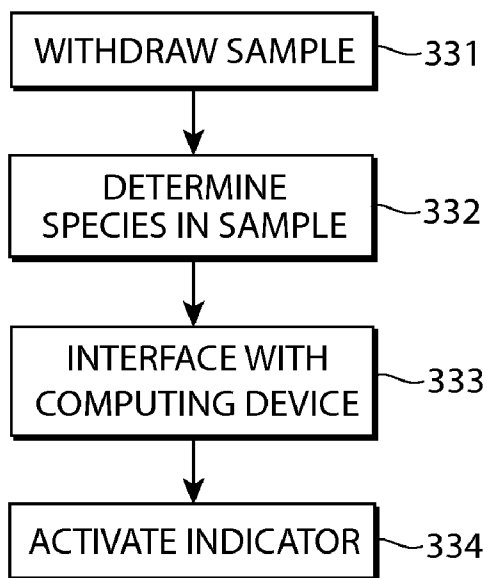 WITHDRAW SAMPLE 331
DETERMINE
SPECIES IN SAMPLE 332
INTERFACE WITH
COMPUTING DEVICE 333
ACTIVATE INDICATOR 334